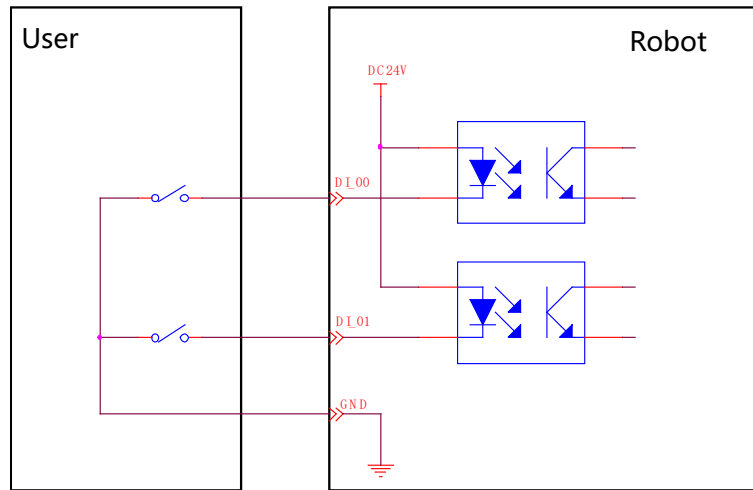 User
Robot
DC24V
DI_00
DI_01
GND